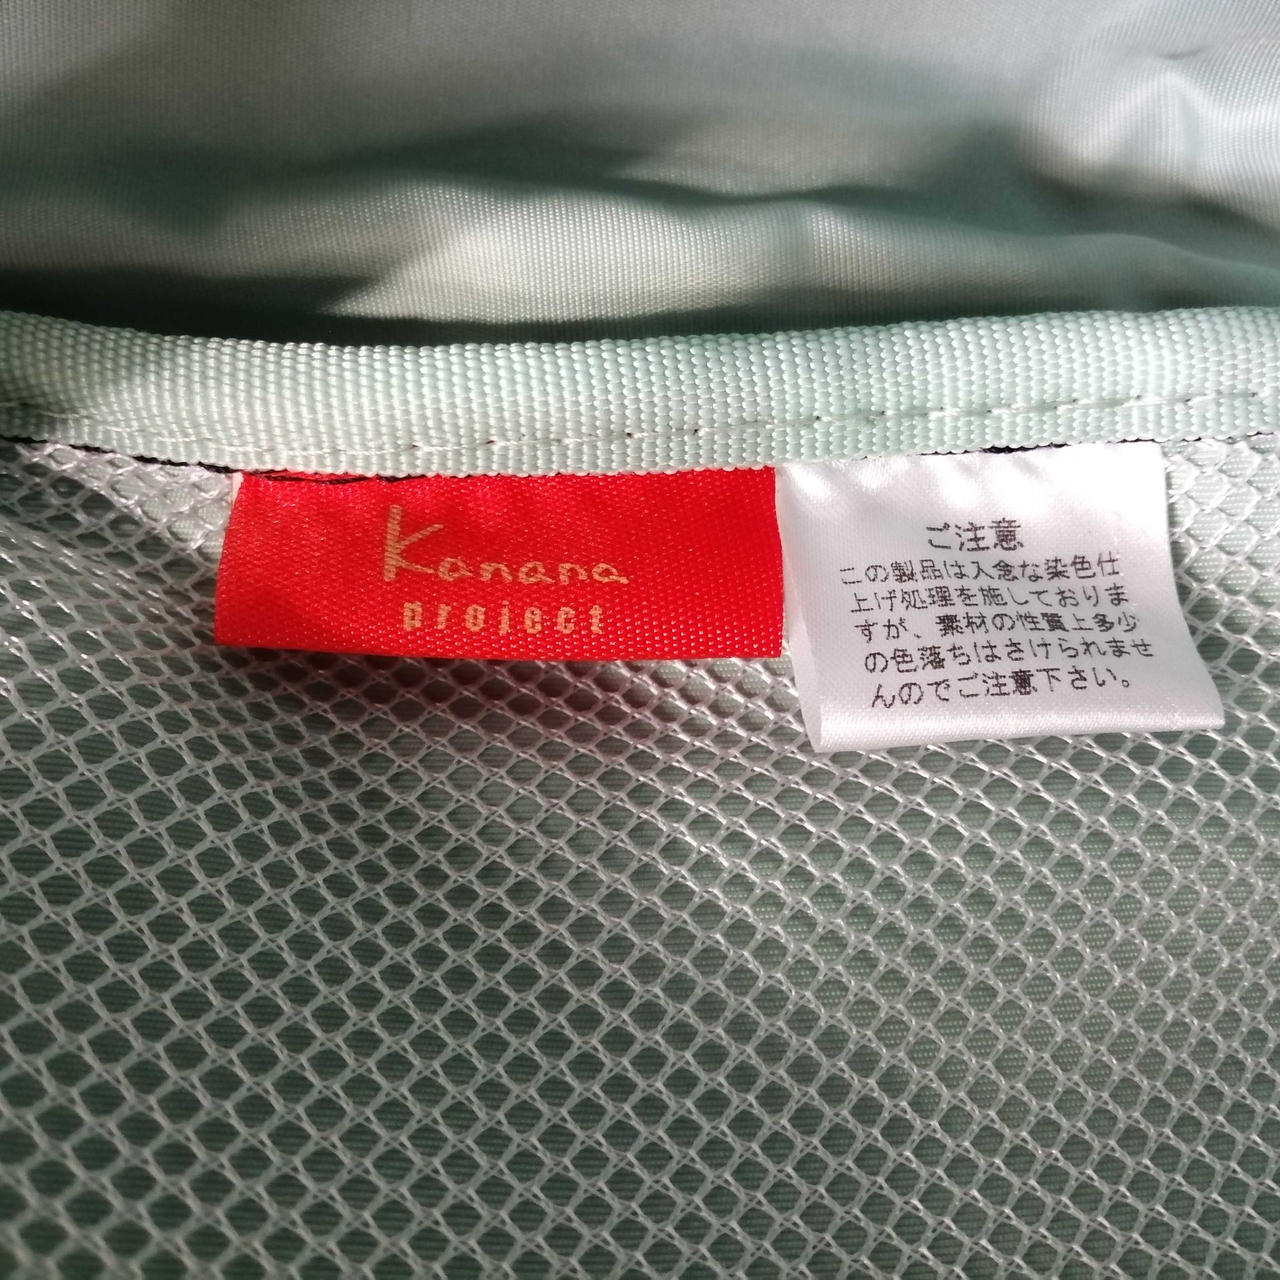 Kanana
project
ご注意
この製品は入念な染色仕
上げ処理を施しておりま
すが、素材の性質上多少
の色落ちはさけられませ
んのでご注意下さい。